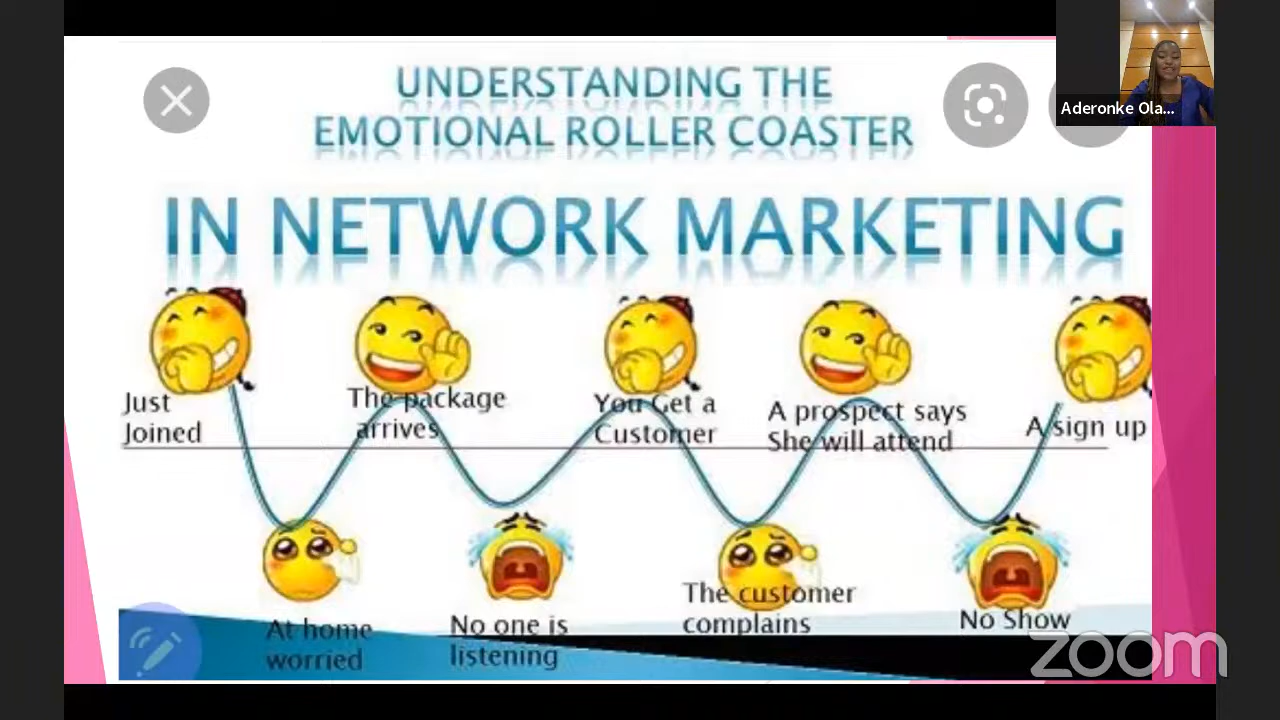 UNDERSTANDING THE
EMOTIONAL ROLLER COASTER
IN NETWORK MARKETING
Aderonke Ola...
Just
Joined
The package
arrives
You Get a
Customer
A prospect says
She will attend
A sign up
At home
worried
No one is
listening
The customer
complains
No Show
zoom